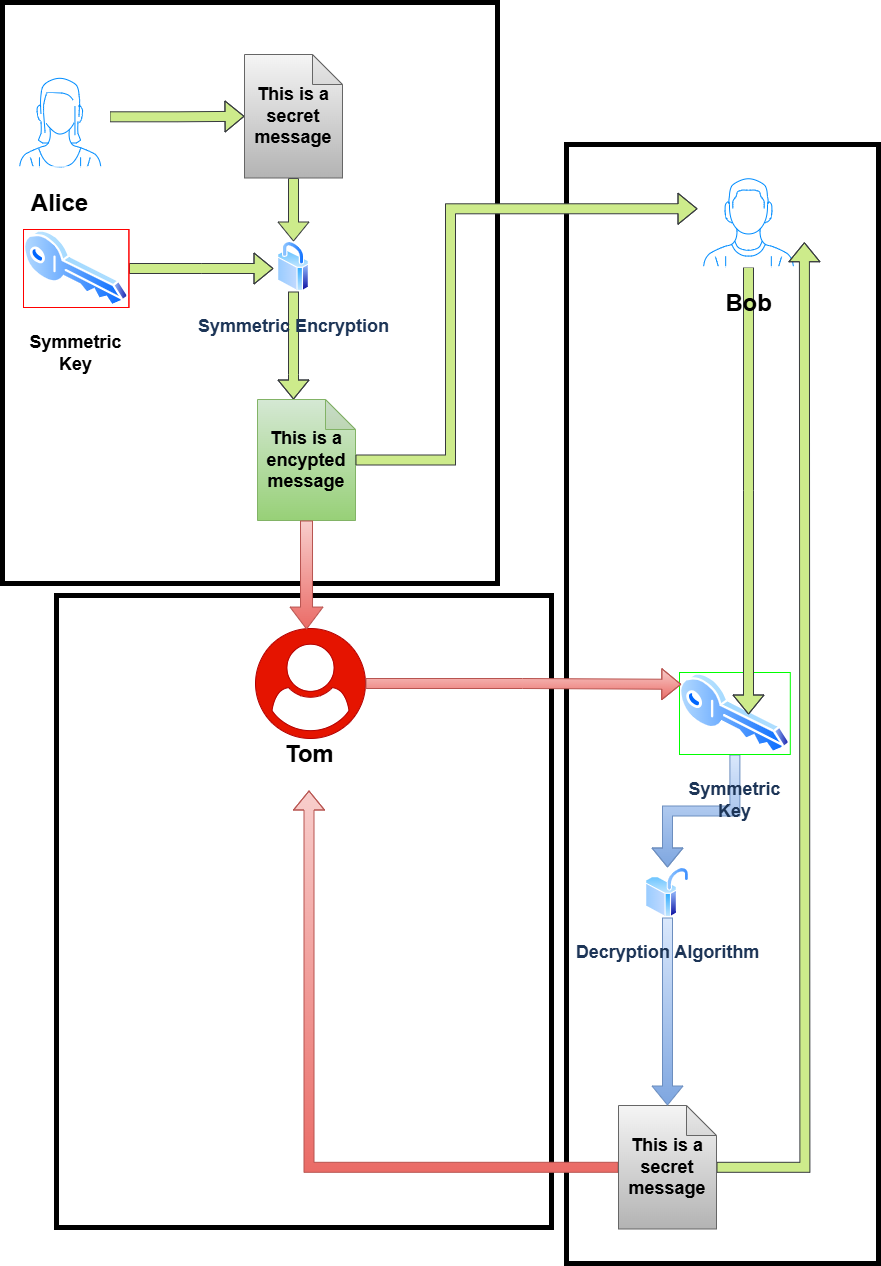 This is a
secret
message
Alice
Symmetric
Key
Symmetric Encryption
This is a
encypted
message
Bob
Tom
Symmetric
Key
Decryption Algorithm
This is a
secret
message